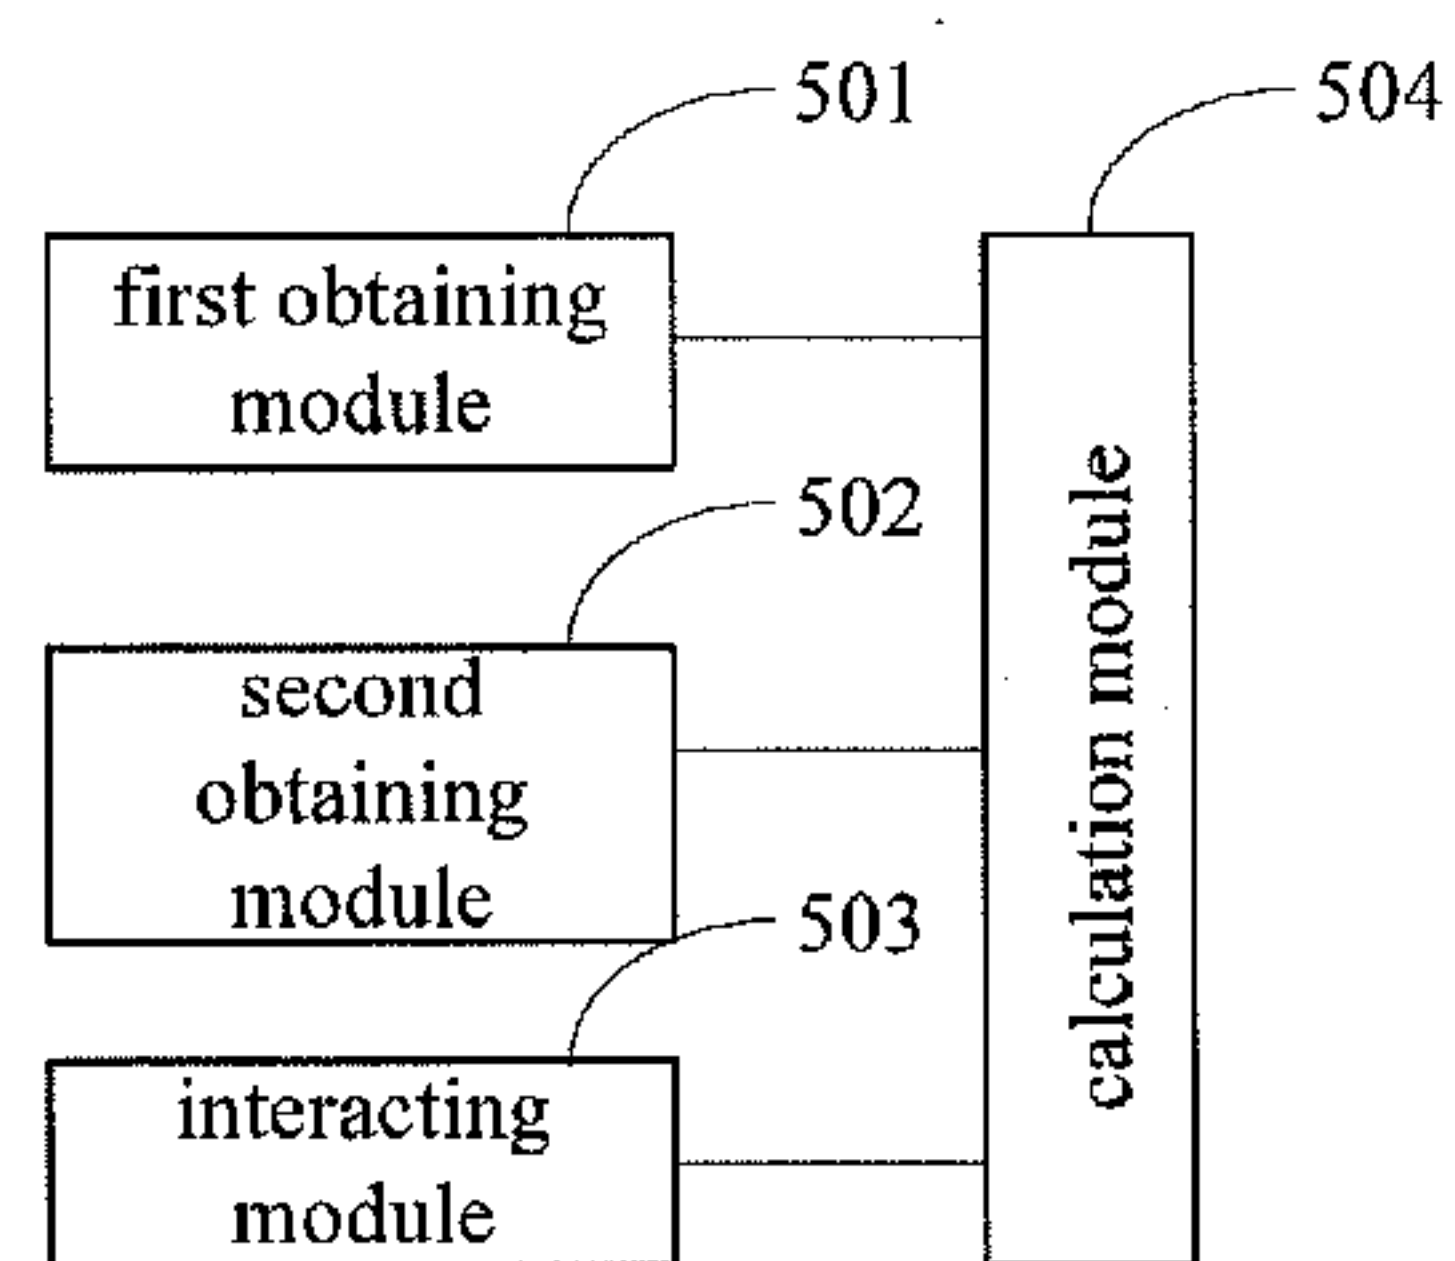 501
504
first obtaining
module
502
second
obtaining
module
503
interacting
module
calculation module